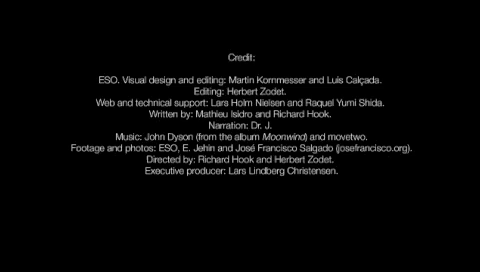 Credit:
ESO. Visual design and editing: Martin Kornmesser and Luis Calçada.
Editing: Herbert Zodet.
Web and technical support: Lars Holm Nielsen and Raquel Yumi Shida.
Written by: Mathieu Isidro and Richard Hook.
Narration: Dr. J.
Music: John Dyson (from the album Moonwind) and movetwo.
Footage and photos: ESO, E. Jehin and José Francisco Salgado (josefrancisco.org).
Directed by: Richard Hook and Herbert Zodet.
Executive producer: Lars Lindberg Christensen.